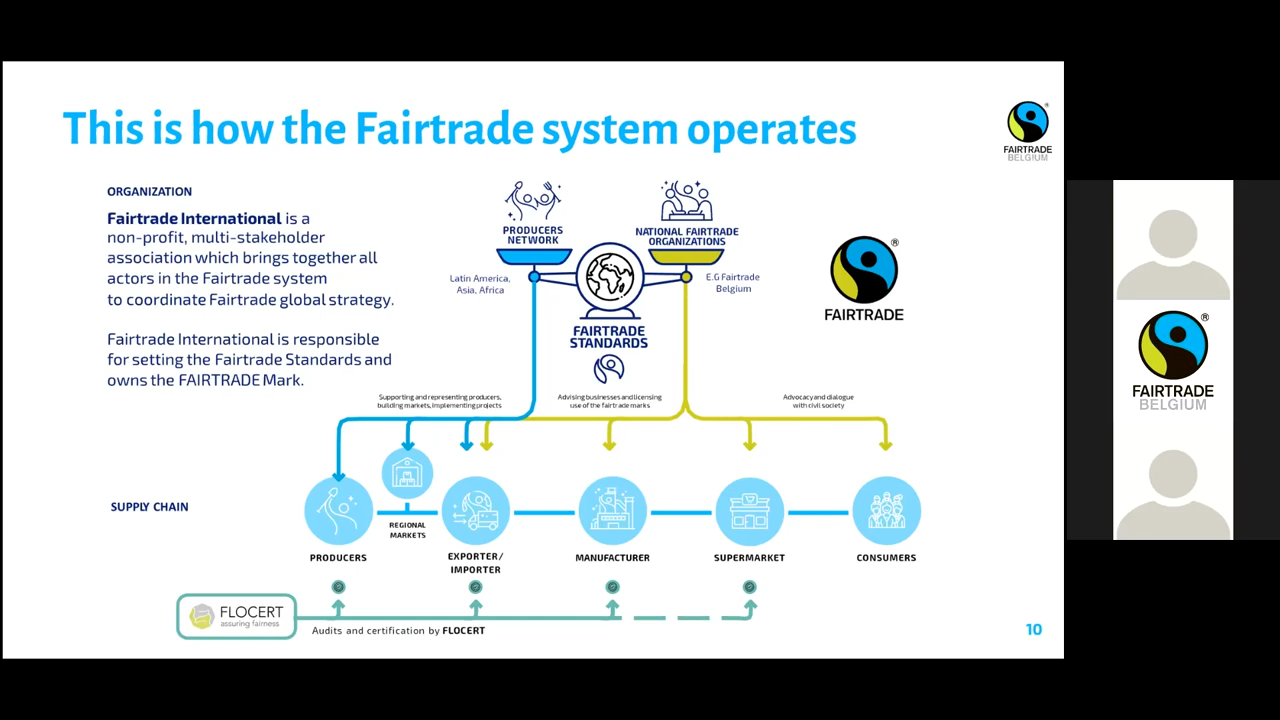 This is how the Fairtrade system operates
®
FAIRTRADE
BELGIUM
ORGANIZATION
Fairtrade International is a
non-profit, multi-stakeholder
association which brings together all
actors in the Fairtrade system
to coordinate Fairtrade global strategy.
Fairtrade International is responsible
for setting the Fairtrade Standards and
owns the FAIRTRADE Mark.
PRODUCERS
NETWORK
NATIONAL FAIRTRADE
ORGANIZATIONS
Latin America,
Asia, Africa
E.G Fairtrade
Belgium
FAIRTRADE
STANDARDS
®
FAIRTRADE
Supporting and representing producers,
building markets, implementing projects
Advising businesses and licensing
use of the fairtrade marks
Advocacy and dialogue
with civil society
SUPPLY CHAIN
PRODUCERS
REGIONAL
MARKETS
EXPORTER/
IMPORTER
MANUFACTURER
SUPERMARKET
CONSUMERS
FLOCERT
assuring fairness
Audits and certification by FLOCERT
10
®
FAIRTRADE
BELGIUM